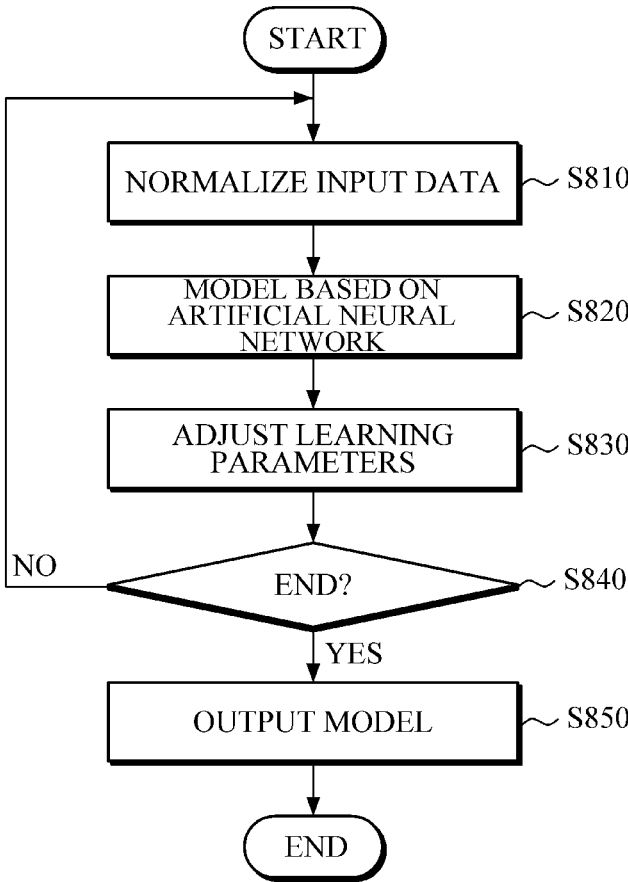 START
NORMALIZE INPUT DATA
S810
MODEL BASED ON
ARTIFICIAL NEURAL
NETWORK
S820
ADJUST LEARNING
PARAMETERS
S830
END?
S840
NO
YES
OUTPUT MODEL
S850
END